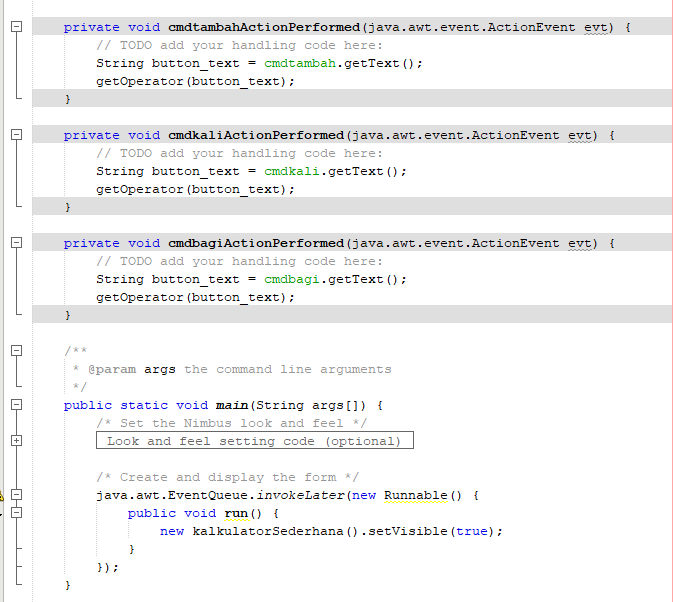 private void cmdtambahActionPerformed(java.awt.event.ActionEvent evt) {
// TODO add your handling code here:
String button_text = cmdtambah.getText();
getOperator(button_text);
}
private void cmdkaliActionPerformed(java.awt.event.ActionEvent evt) {
// TODO add your handling code here:
String button_text = cmdkali.getText();
getOperator(button_text);
}
private void cmdbagiActionPerformed(java.awt.event.ActionEvent evt) {
// TODO add your handling code here:
String button_text = cmdbagi.getText();
getOperator(button_text);
}
/**
* @param args the command line arguments
*/
public static void main(String args[]) {
/* Set the Nimbus look and feel */
Look and feel setting code (optional)
/* Create and display the form */
java.awt.EventQueue.invokeLater(new Runnable() {
public void run() {
new kalkulatorSederhana().setVisible(true);
}
});
}